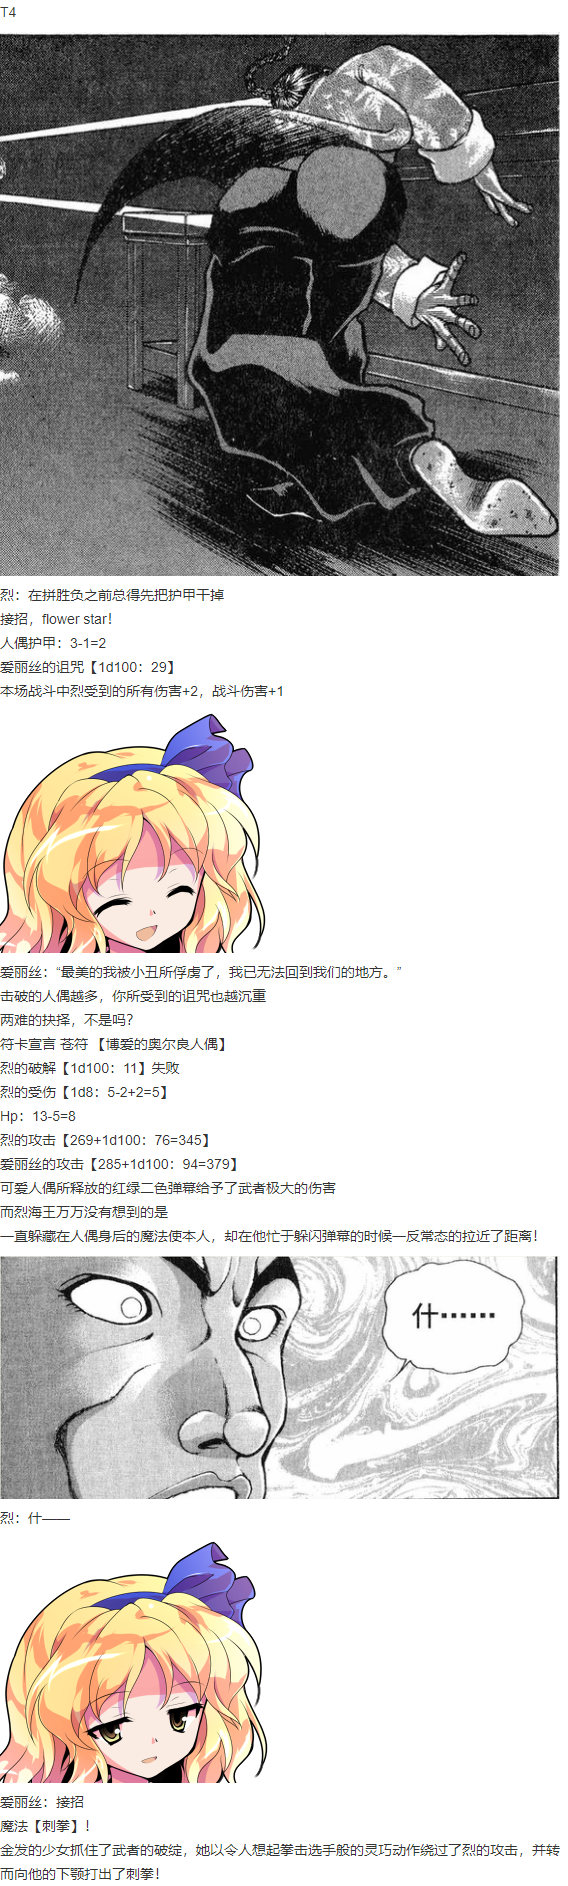 T4
烈：在拼胜负之前总得先把护甲干掉
接招，flower star！
人偶护甲：3-1=2
爱丽丝的诅咒【1d100：29】
本场战斗中烈受到的所有伤害+2，战斗伤害+1
爱丽丝：“最美的我被小丑所俘虏了，我已无法回到我们的地方。”
击破的人偶越多，你所受到的诅咒也越沉重
两难的抉择，不是吗？
符卡宣言 苍符 【博爱的奥尔良人偶】
烈的破解【1d100：11】失败
烈的受伤【1d8：5-2+2=5】
Hp：13-5=8
烈的攻击【269+1d100：76=345】
爱丽丝的攻击【285+1d100：94=379】
可爱人偶所释放的红绿二色弹幕给予了武者极大的伤害
而烈海王万万没有想到的是
一直躲藏在人偶身后的魔法使本人，却在他忙于躲闪弹幕的时候一反常态的拉近了距离！
什……
烈：什——
爱丽丝：接招
魔法【刺拳】！
金发的少女抓住了武者的破绽，她以令人想起拳击选手般的灵巧动作绕过了烈的攻击，并转
而向他的下颚打出了刺拳！